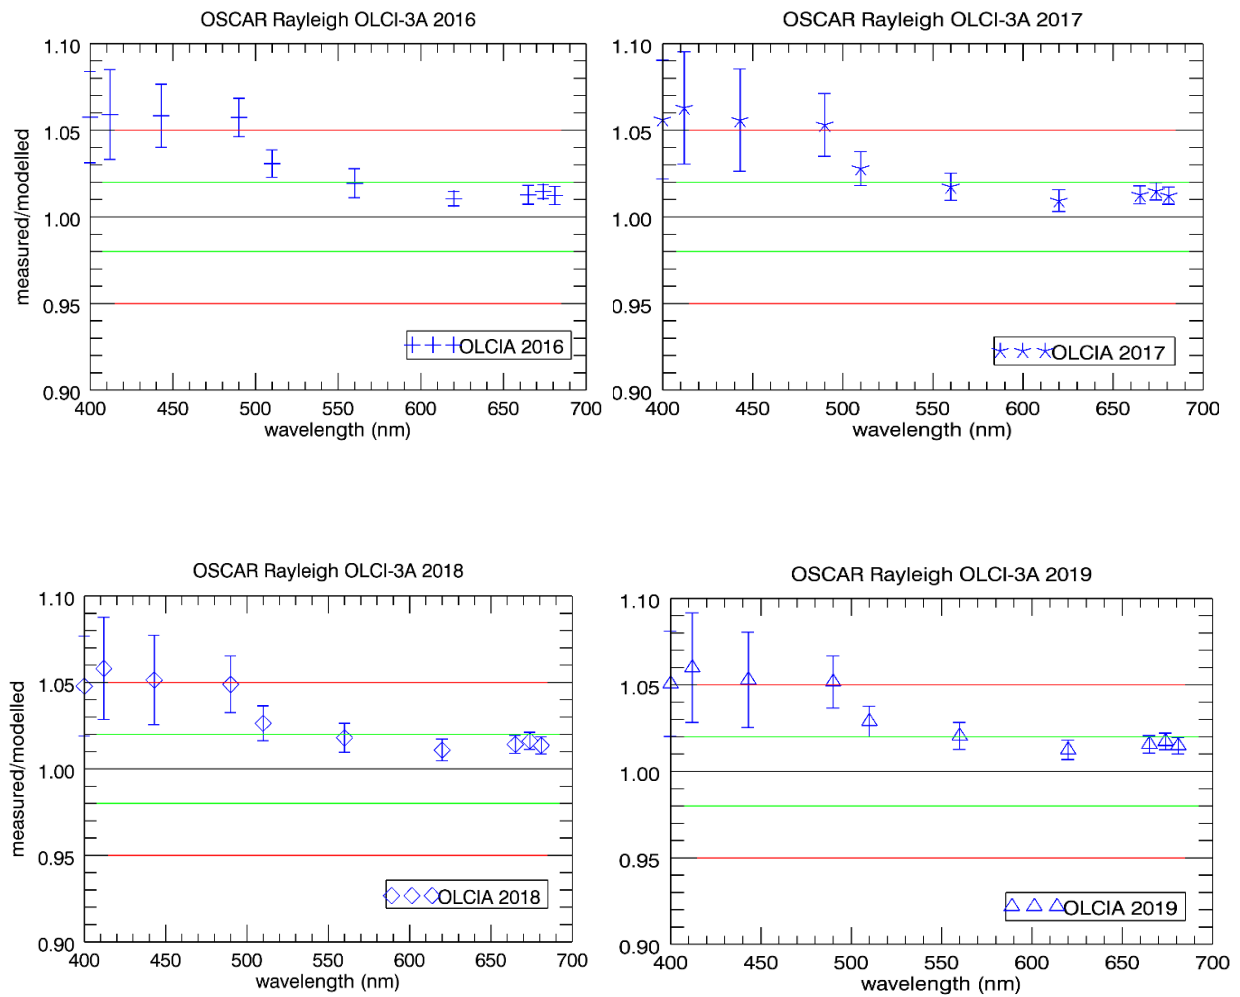 OSCAR Rayleigh OLCI-3A 2016
1.10
1.05
1.00
0.95
0.90
measured/modelled
OLCIA 2016
400 450 500 550 600 650 700
wavelength (nm)
OSCAR Rayleigh OLCI-3A 2017
1.10
1.05
1.00
0.95
0.90
OLCIA 2017
400 450 500 550 600 650 700
wavelength (nm)
OSCAR Rayleigh OLCI-3A 2018
1.10
1.05
1.00
0.95
0.90
measured/modelled
OLCIA 2018
400 450 500 550 600 650 700
wavelength (nm)
OSCAR Rayleigh OLCI-3A 2019
1.10
1.05
1.00
0.95
0.90
OLCIA 2019
400 450 500 550 600 650 700
wavelength (nm)